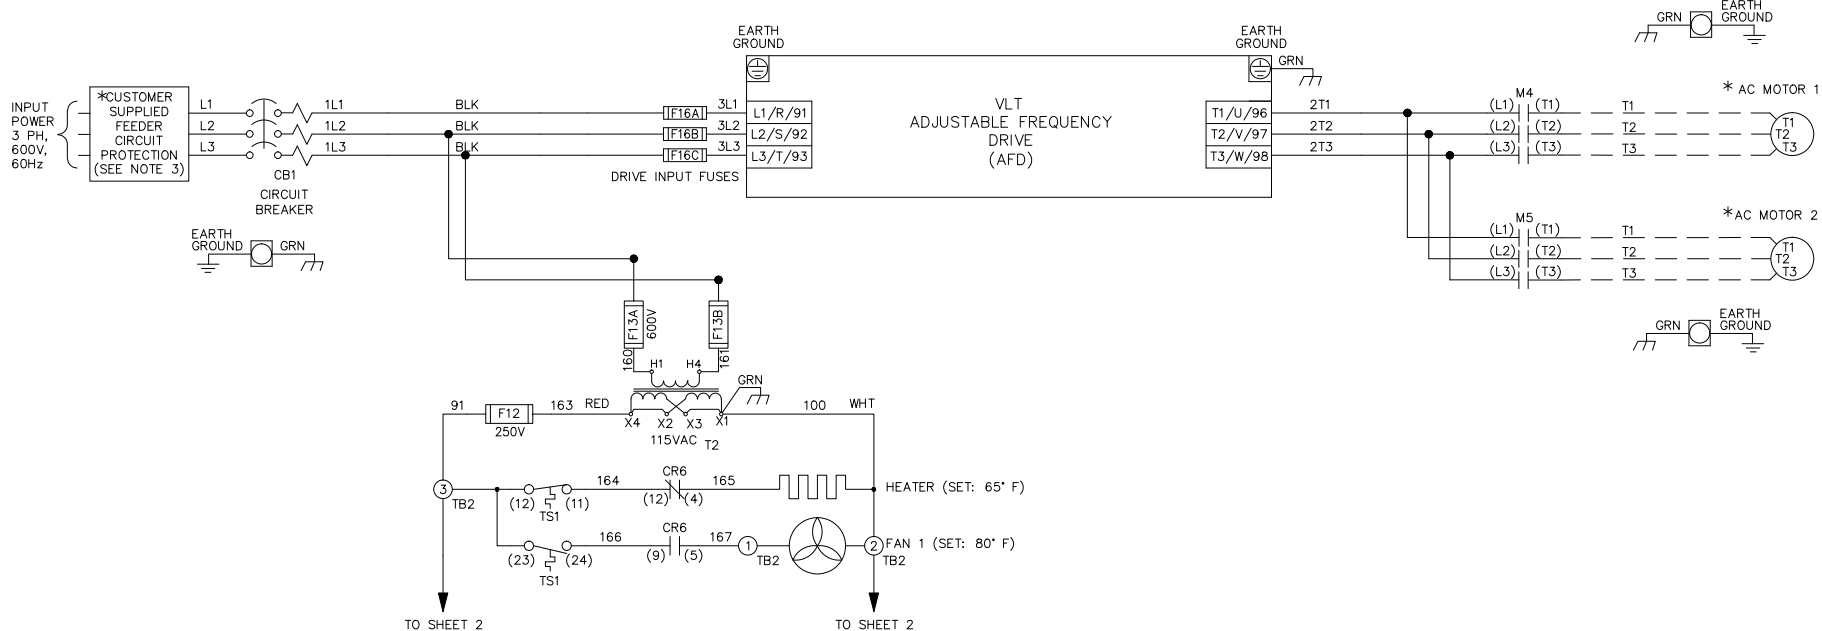 INPUT
POWER
3 PH,
600V,
60Hz
*CUSTOMER
SUPPLIED
FEEDER
CIRCUIT
PROTECTION
(SEE NOTE 3)
L1
L2
L3
CB1
CIRCUIT
BREAKER
1L1
1L2
1L3
BLK
BLK
BLK
F16A
F16B
F16C
3L1
3L2
3L3
DRIVE INPUT FUSES
EARTH
GROUND
L1/R/91
L2/S/92
L3/T/93
VLT
ADJUSTABLE FREQUENCY
DRIVE
(AFD)
EARTH
GROUND
GRN
T1/U/96
T2/V/97
T3/W/98
2T1
2T2
2T3
GRN
EARTH
GROUND
M4
(L1) (T1) T1
(L2) (T2) T2
(L3) (T3) T3
* AC MOTOR 1
T1
T2
T3
M5
(L1) (T1) T1
(L2) (T2) T2
(L3) (T3) T3
*AC MOTOR 2
T1
T2
T3
GRN
EARTH
GROUND
EARTH
GROUND
GRN
F13A
600V
F13B
160
161
H1 H4
GRN
91
F12
250V
163 RED
X4 X2 X3 X1
115VAC T2
100 WHT
3
TB2
(12) (11)
TS1
164
CR6
(12) (4)
165
HEATER (SET: 65° F)
(23) (24)
TS1
166
CR6
(9) (5)
167
1
TB2
2
TB2
FAN 1 (SET: 80° F)
TO SHEET 2
TO SHEET 2